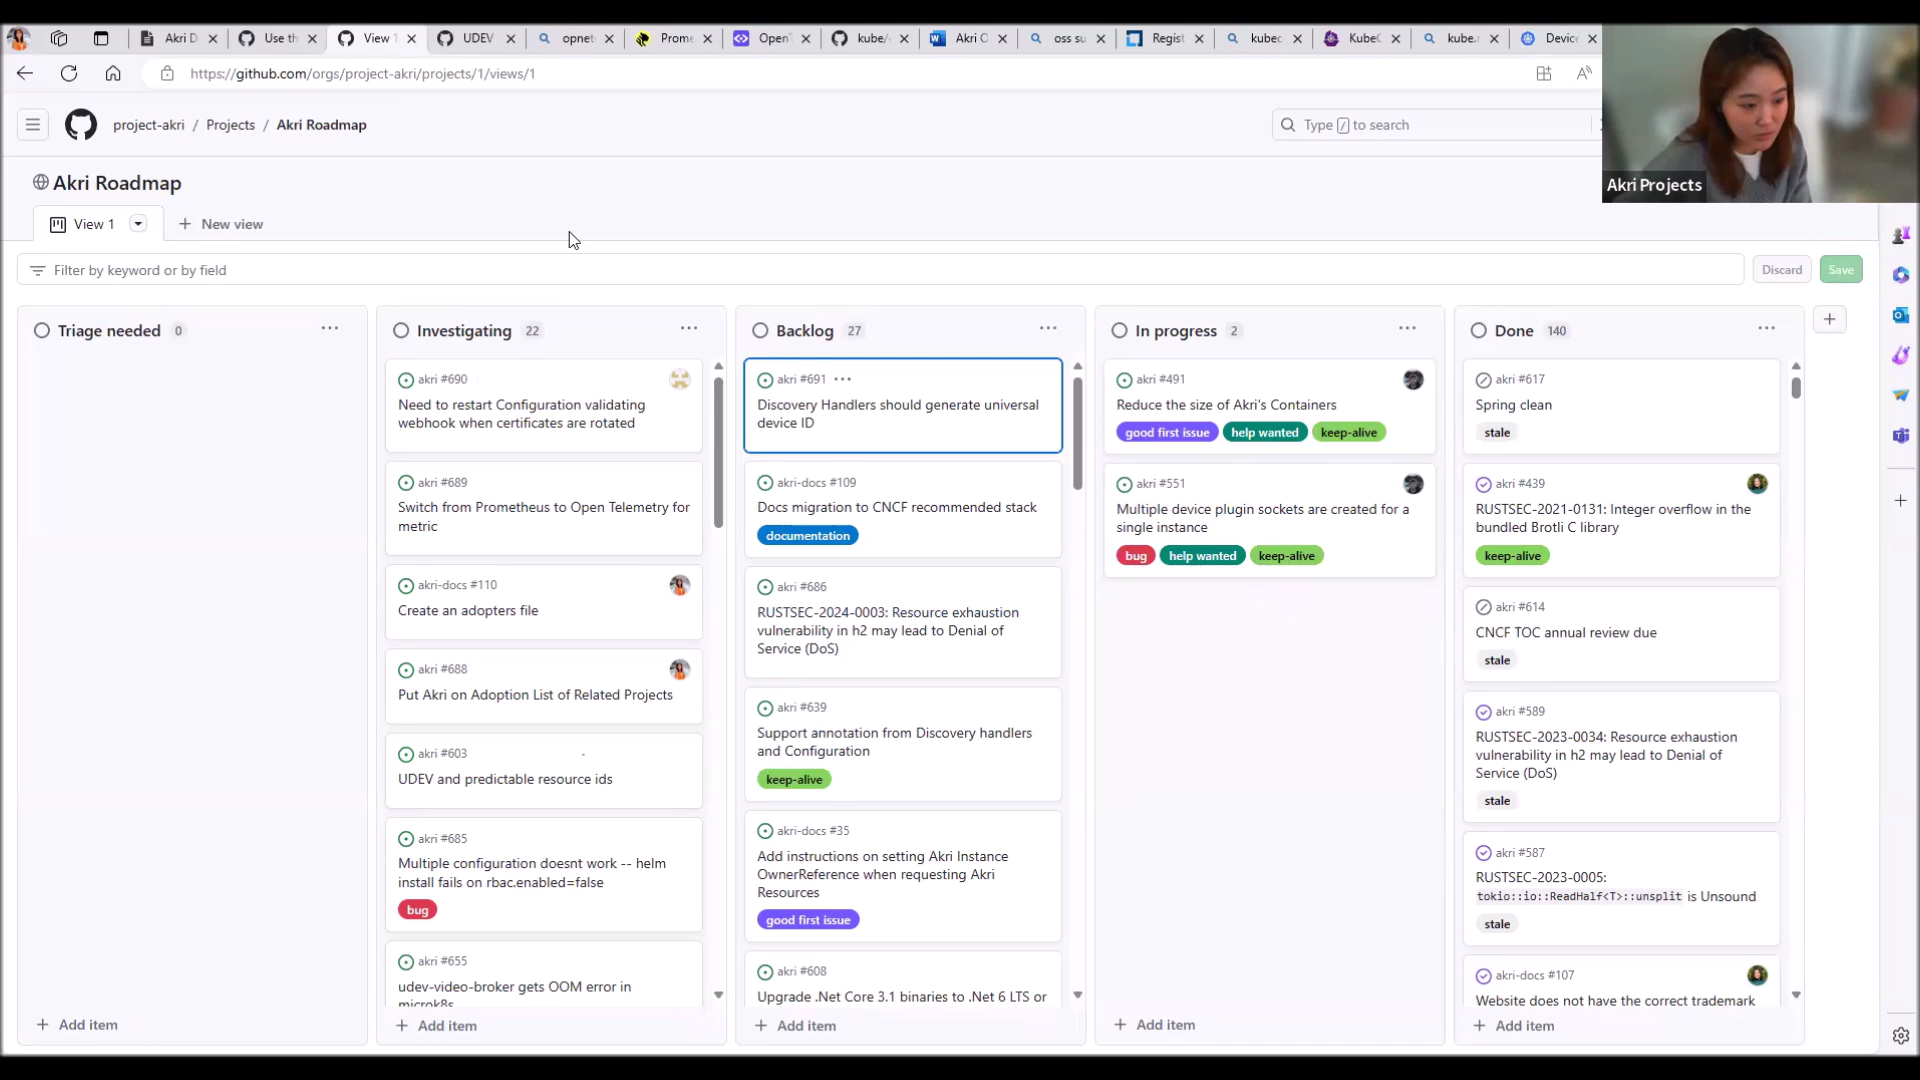 Akri D
Use th
View 1
UDEV
opnet
Prome
OpenT
kube/
Akri O
oss su
Regist
kubec
KubeC
kube.r
Device
https://github.com/orgs/project-akri/projects/1/views/1
project-akri / Projects / Akri Roadmap
Type / to search
Akri Projects
Akri Roadmap
View 1
New view
Filter by keyword or by field
Discard
Save
Triage needed 0
Add item
Investigating 22
akri #690
Need to restart Configuration validating
webhook when certificates are rotated
akri #689
Switch from Prometheus to Open Telemetry for
metric
akri-docs #110
Create an adopters file
akri #688
Put Akri on Adoption List of Related Projects
akri #603
UDEV and predictable resource ids
akri #685
Multiple configuration doesnt work -- helm
install fails on rbac.enabled=false
bug
akri #655
udev-video-broker gets OOM error in
microk8s
Add item
Backlog 27
akri #691
Discovery Handlers should generate universal
device ID
akri-docs #109
Docs migration to CNCF recommended stack
documentation
akri #686
RUSTSEC-2024-0003: Resource exhaustion
vulnerability in h2 may lead to Denial of
Service (DoS)
akri #639
Support annotation from Discovery handlers
and Configuration
keep-alive
akri-docs #35
Add instructions on setting Akri Instance
OwnerReference when requesting Akri
Resources
good first issue
akri #608
Upgrade .Net Core 3.1 binaries to .Net 6 LTS or
Add item
In progress 2
akri #491
Reduce the size of Akri's Containers
good first issue help wanted keep-alive
akri #551
Multiple device plugin sockets are created for a
single instance
bug help wanted keep-alive
Add item
Done 140
akri #617
Spring clean
stale
akri #439
RUSTSEC-2021-0131: Integer overflow in the
bundled Brotli C library
keep-alive
akri #614
CNCF TOC annual review due
stale
akri #589
RUSTSEC-2023-0034: Resource exhaustion
vulnerability in h2 may lead to Denial of
Service (DoS)
stale
akri #587
RUSTSEC-2023-0005:
tokio::io::ReadHalf<T>::unsplit is Unsound
stale
akri-docs #107
Website does not have the correct trademark
Add item